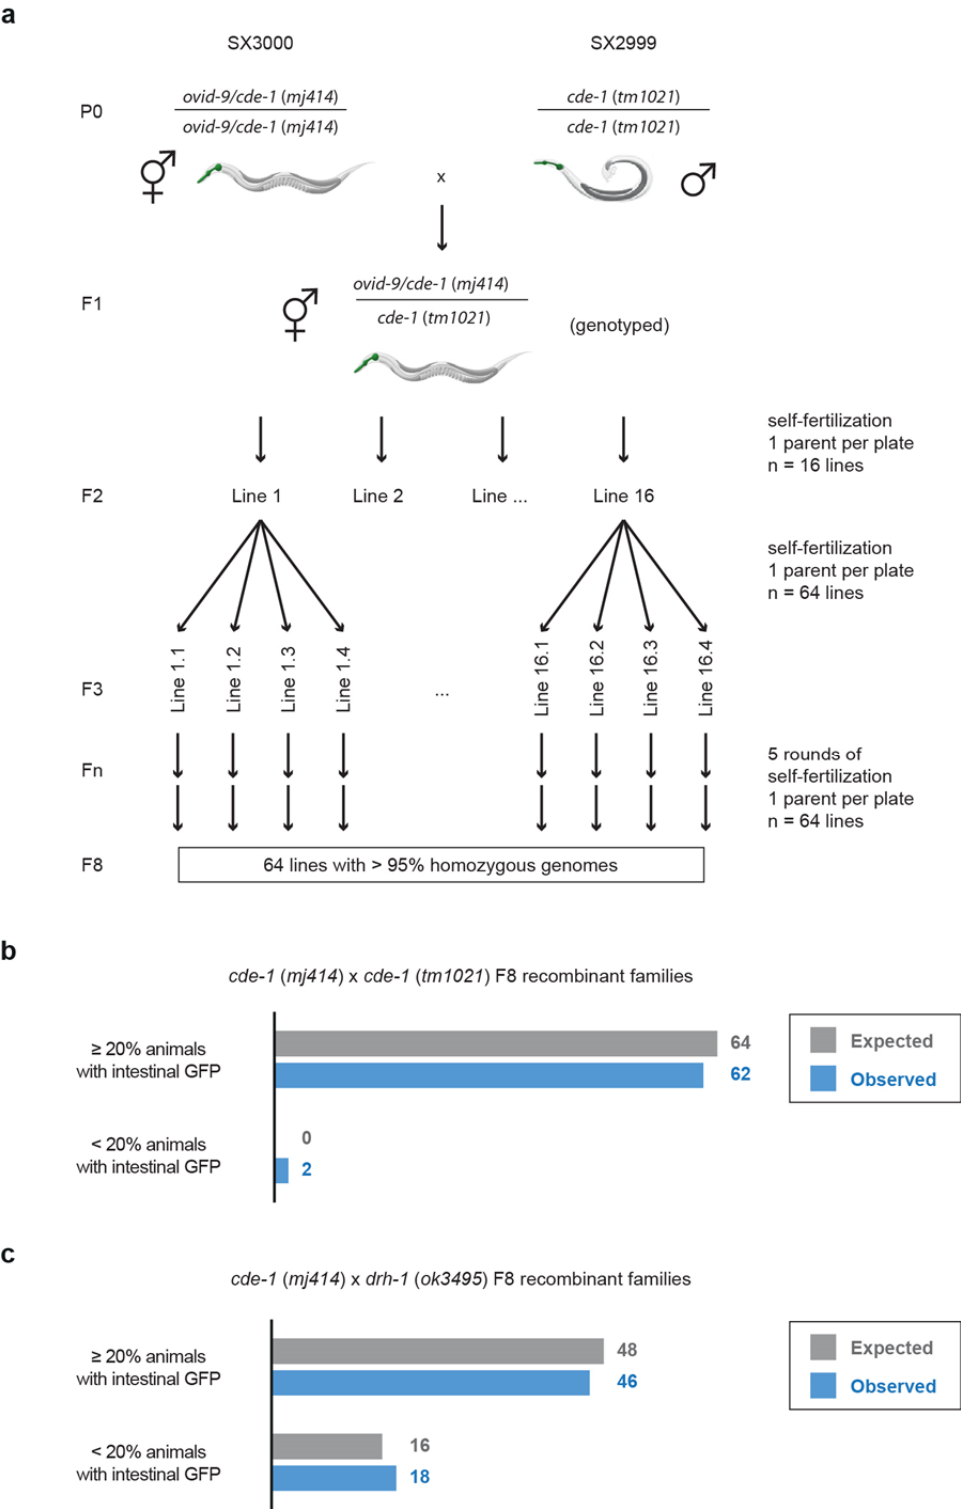 a
SX3000
SX2999
P0
ovid-9/cde-1 (mj414)
ovid-9/cde-1 (mj414)
cde-1 (tm1021)
cde-1 (tm1021)
x
F1
ovid-9/cde-1 (mj414)
cde-1 (tm1021)
(genotyped)
self-fertilization
1 parent per plate
n = 16 lines
F2
Line 1
Line 2
Line ...
Line 16
self-fertilization
1 parent per plate
n = 64 lines
F3
Line 1.1
Line 1.2
Line 1.3
Line 1.4
...
Line 16.1
Line 16.2
Line 16.3
Line 16.4
Fn
5 rounds of
self-fertilization
1 parent per plate
n = 64 lines
F8
64 lines with > 95% homozygous genomes
b
cde-1 (mj414) x cde-1 (tm1021) F8 recombinant families
≥ 20% animals
with intestinal GFP
64
62
Expected
Observed
< 20% animals
with intestinal GFP
0
2
c
cde-1 (mj414) x drh-1 (ok3495) F8 recombinant families
≥ 20% animals
with intestinal GFP
48
46
Expected
Observed
< 20% animals
with intestinal GFP
16
18